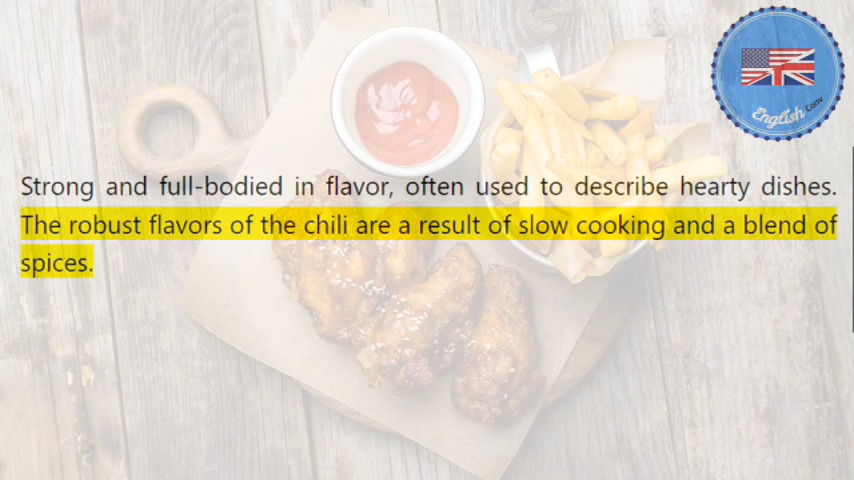 English Conv
Strong and full-bodied in flavor, often used to describe hearty dishes.
The robust flavors of the chili are a result of slow cooking and a blend of
spices.